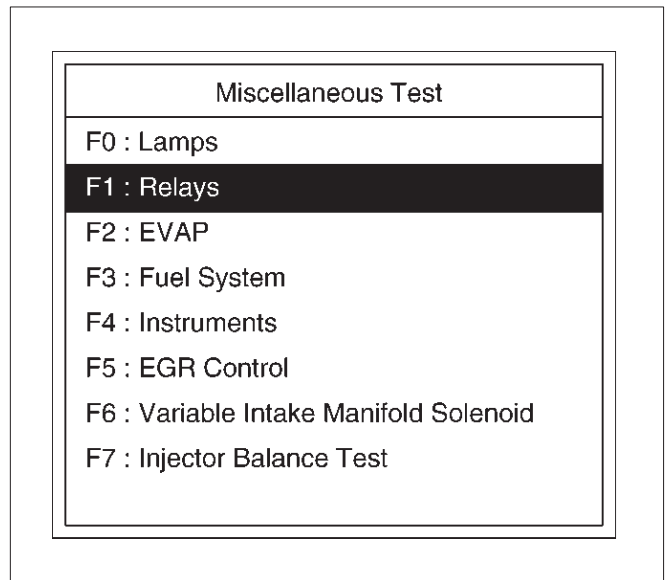 Miscellaneous Test
F0 : Lamps
F1 : Relays
F2 : EVAP
F3 : Fuel System
F4 : Instruments
F5 : EGR Control
F6 : Variable Intake Manifold Solenoid
F7 : Injector Balance Test